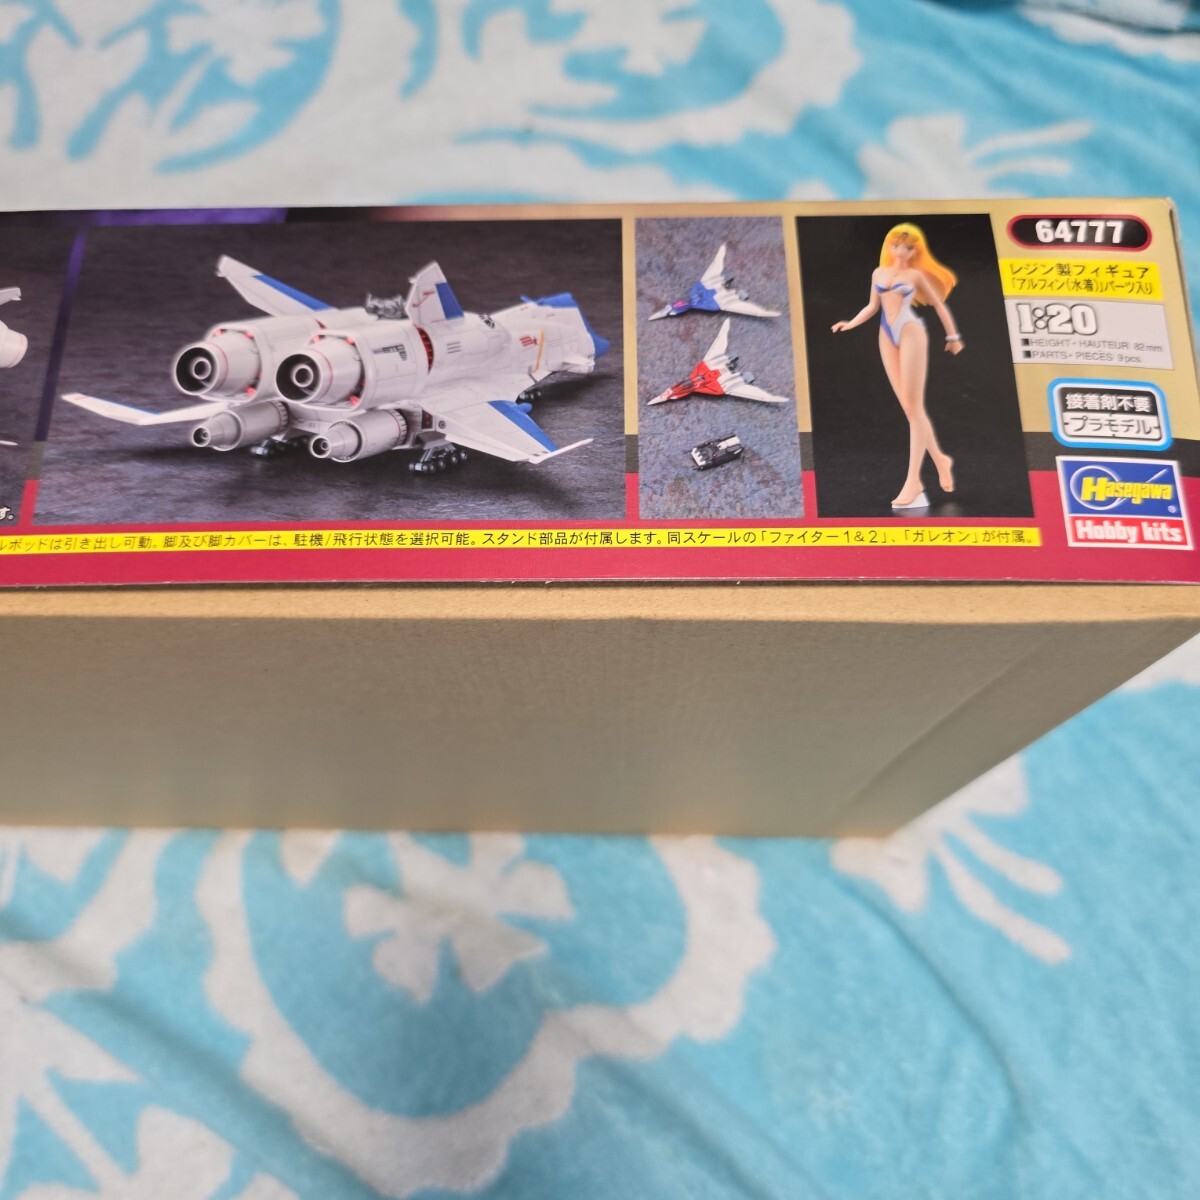 64777
レジン製フィギュア
「アルフィン(水着)」パーツ入り
1:20
■HEIGHT・HAUTEUR 82mm
■PARTS・PIECES 9pcs.
接着剤不要
プラモデル
Hasegawa®
Hobby kits
す。
ルポッドは引き出し可動。脚及び脚カバーは、駐機/飛行状態を選択可能。スタンド部品が付属します。同スケールの「ファイター1&2」、「ガレオン」が付属。